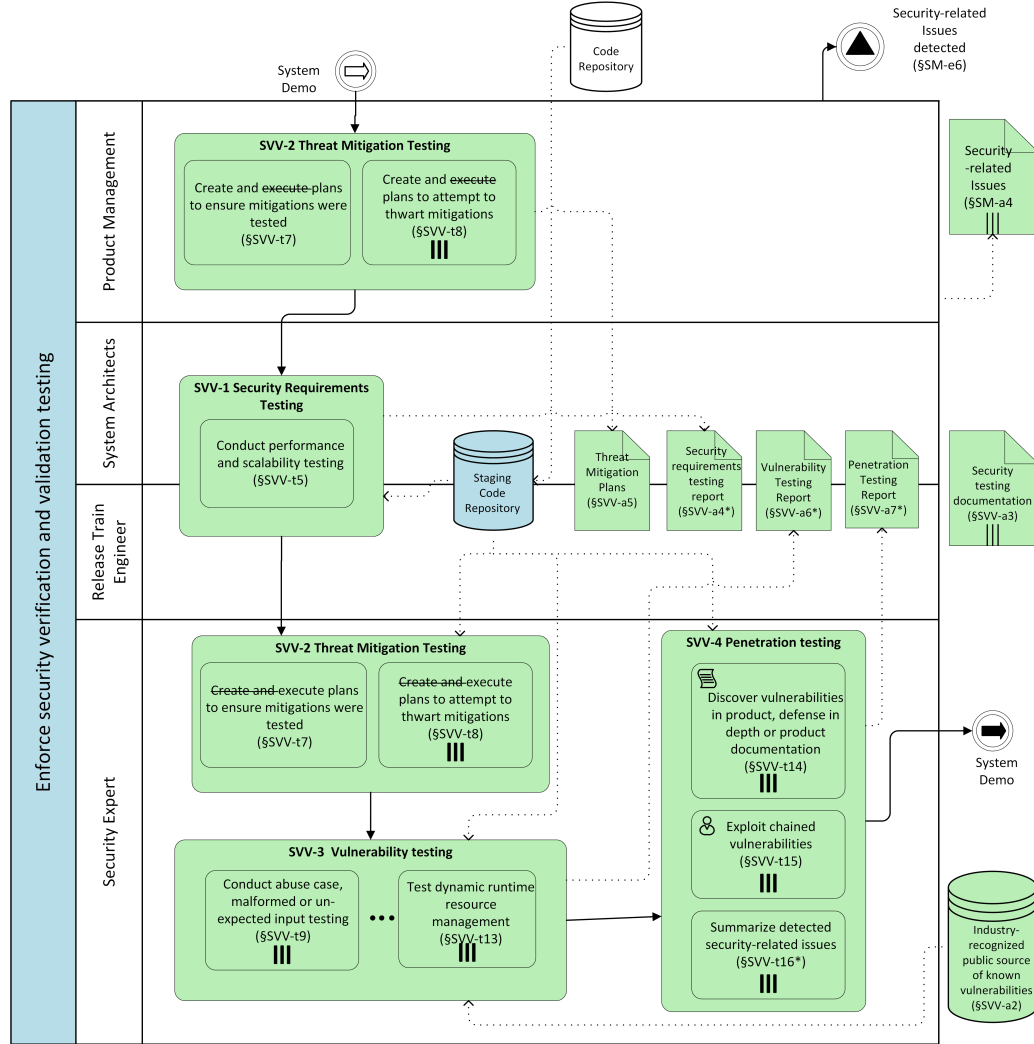 Security-related
Issues
detected
(§SM-e6)
Code
Repository
System
Demo
Enforce security verification and validation testing
Product Management
SVV-2 Threat Mitigation Testing
Create and execute plans
to ensure mitigations were
tested
(§SVV-t7)
Create and execute
plans to attempt to
thwart mitigations
(§SVV-t8)
Security
-related
Issues
(§SM-a4
System Architects
SVV-1 Security Requirements
Testing
Conduct performance
and scalability testing
(§SVV-t5)
Staging
Code
Repository
Threat
Mitigation
Plans
(§SVV-a5)
Security
requirements
testing
report
(§SVV-a4*)
Vulnerability
Testing
Report
(§SVV-a6*)
Penetration
Testing
Report
(§SVV-a7*)
Security
testing
documentation
(§SVV-a3)
Release Train
Engineer
Security Expert
SVV-2 Threat Mitigation Testing
Create and execute plans
to ensure mitigations were
tested
(§SVV-t7)
Create and execute
plans to attempt to
thwart mitigations
(§SVV-t8)
SVV-4 Penetration testing
Discover vulnerabilities
in product, defense in
depth or product
documentation
(§SVV-t14)
Exploit chained
vulnerabilities
(§SVV-t15)
Summarize detected
security-related issues
(§SVV-t16*)
System
Demo
SVV-3 Vulnerability testing
Conduct abuse case,
malformed or un-
expected input testing
(§SVV-t9)
Test dynamic runtime
resource
management
(§SVV-t13)
Industry-
recognized
public source
of known
vulnerabilities
(§SVV-a2)